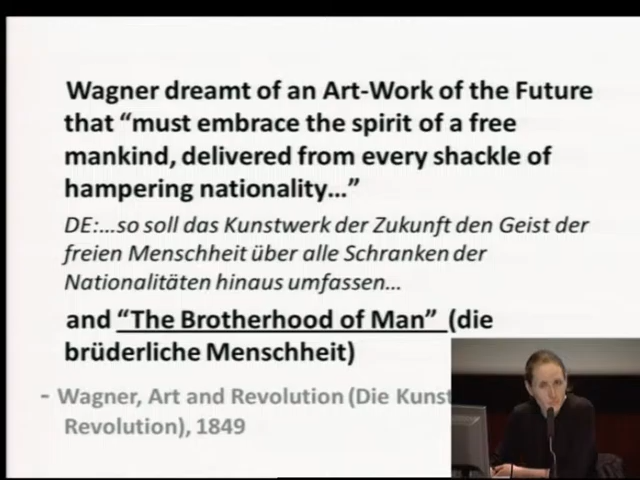 Wagner dreamt of an Art-Work of the Future
that “must embrace the spirit of a free
mankind, delivered from every shackle of
hampering nationality...”
DE:...so soll das Kunstwerk der Zukunft den Geist der
freien Menschheit über alle Schranken der
Nationalitäten hinaus umfassen...
and “The Brotherhood of Man” (die
brüderliche Menschheit)
- Wagner, Art and Revolution (Die Kunst
Revolution), 1849